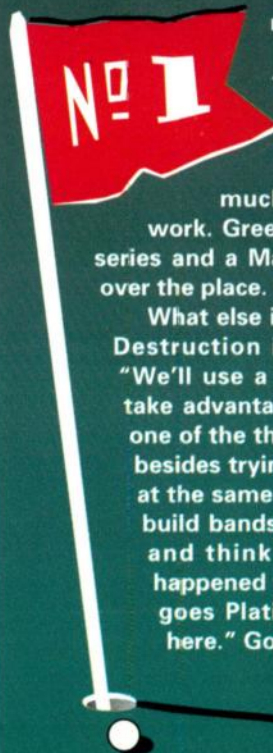 Nº 1
much
work. Gree
series and a Ma
over the place.
What else i
Destruction
"We'll use a
take advanta
one of the th
besides tryin
at the same
build bands
and think
happened
goes Plati
here." Go